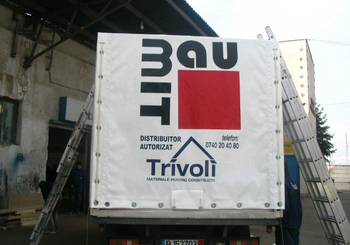 bau
MIT
DISTRIBUITOR
AUTORIZAT
telefon:
0740 20 40 80
Trivoli
MATERIALE PENTRU CONSTRUCTII